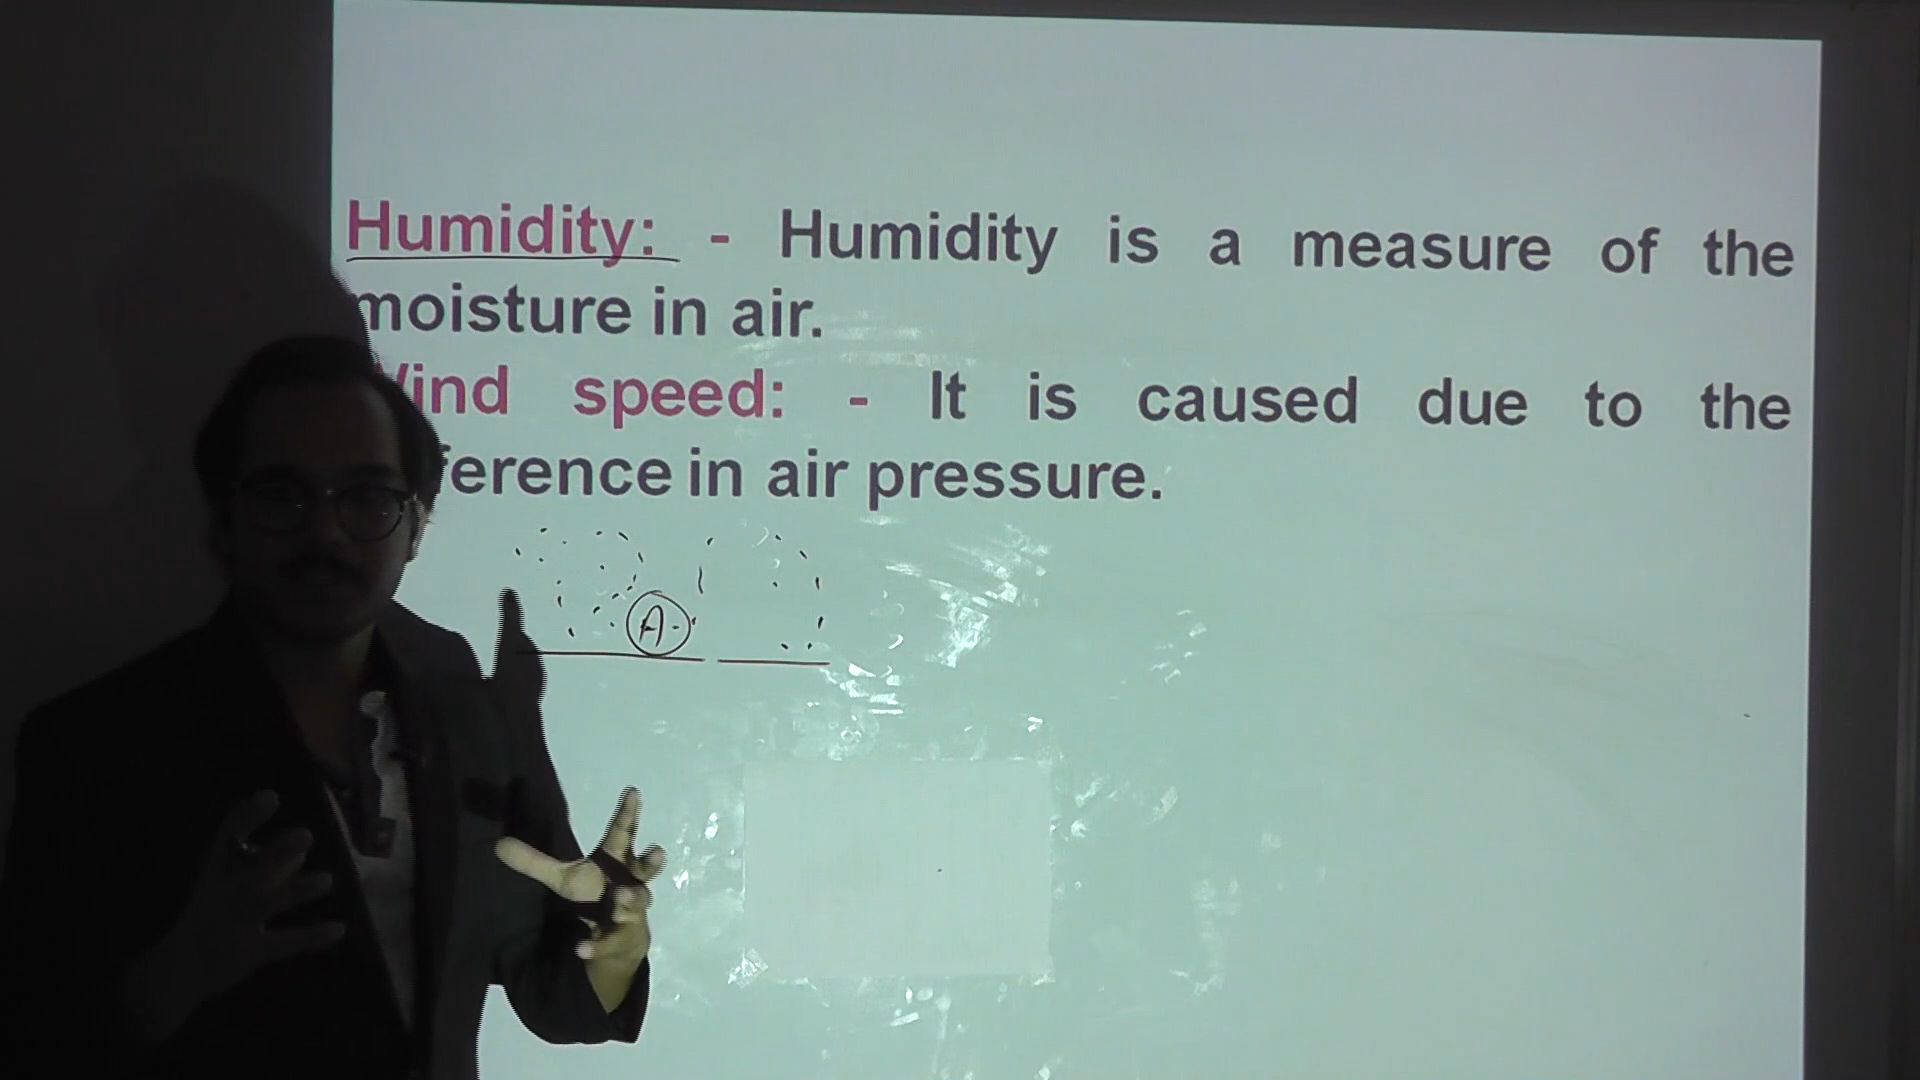 Humidity: - Humidity is a measure of the
moisture in air.
Wind speed: - It is caused due to the
ference in air pressure.
A